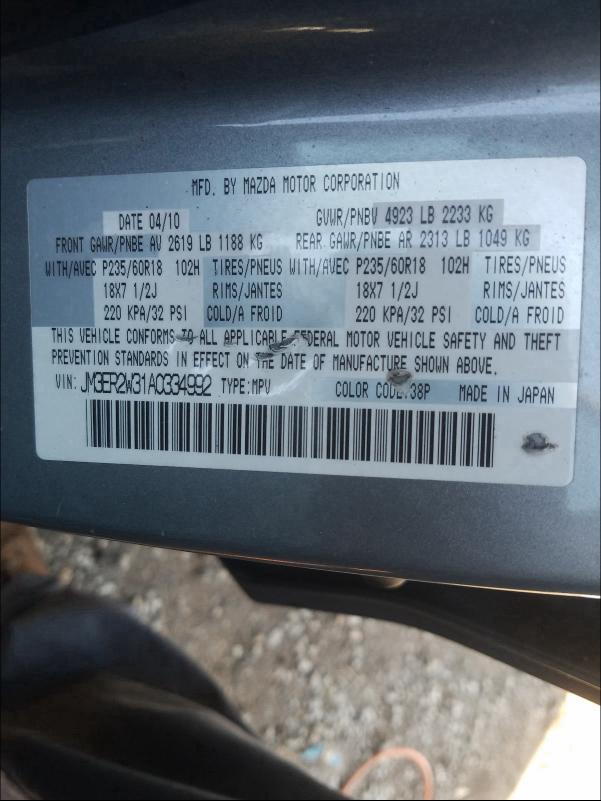 MFD. BY MAZDA MOTOR CORPORATION
DATE 04/10 GVWR/PNBV 4923 LB 2233 KG
FRONT GAWR/PNBE AV 2619 LB 1188 KG REAR GAWR/PNBE AR 2313 LB 1049 KG
WITH/AVEC P235/60R18 102H TIRES/PNEUS WITH/AVEC P235/60R18 102H TIRES/PNEUS
18X7 1/2J RIMS/JANTES 18X7 1/2J RIMS/JANTES
220 KPA/32 PSI COLD/A FROID 220 KPA/32 PSI COLD/A FROID
THIS VEHICLE CONFORMS TO ALL APPLICABLE FEDERAL MOTOR VEHICLE SAFETY AND THEFT
PREVENTION STANDARDS IN EFFECT ON THE DATE OF MANUFACTURE SHOWN ABOVE.
VIN: JM3ER2W31A0334992 TYPE:MPV COLOR CODE:38P MADE IN JAPAN